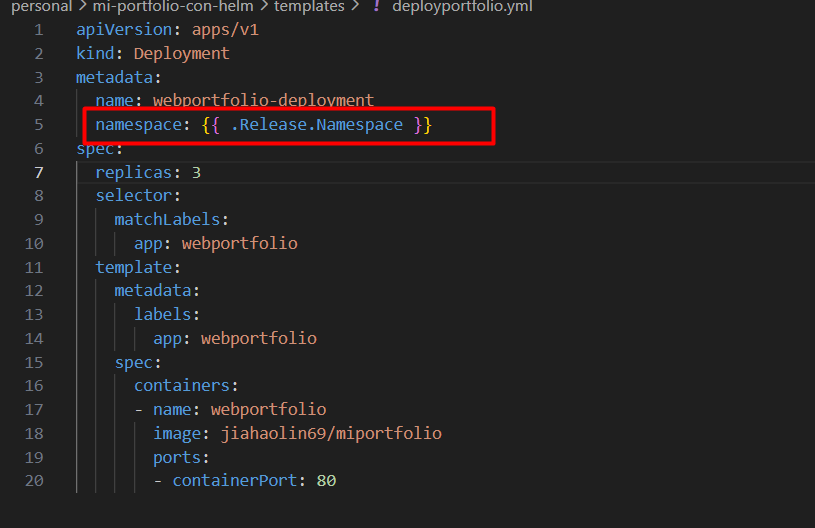 personal > mi-portfolio-con-helm > templates > ! deployportfolio.yml
1 apiVersion: apps/v1
2 kind: Deployment
3 metadata:
4 name: webportfolio-deployment
5 namespace: {{ .Release.Namespace }}
6 spec:
7 replicas: 3
8 selector:
9 matchLabels:
10 app: webportfolio
11 template:
12 metadata:
13 labels:
14 app: webportfolio
15 spec:
16 containers:
17 - name: webportfolio
18 image: jiahaolin69/miportfolio
19 ports:
20 - containerPort: 80